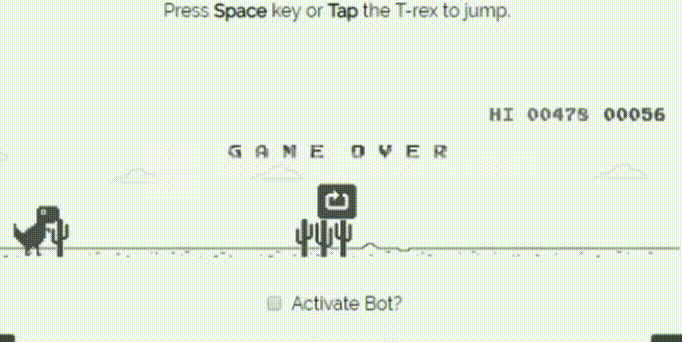 Press Space key or Tap the T-rex to jump.
HI 00478 00056
GAME OVER
Activate Bot?